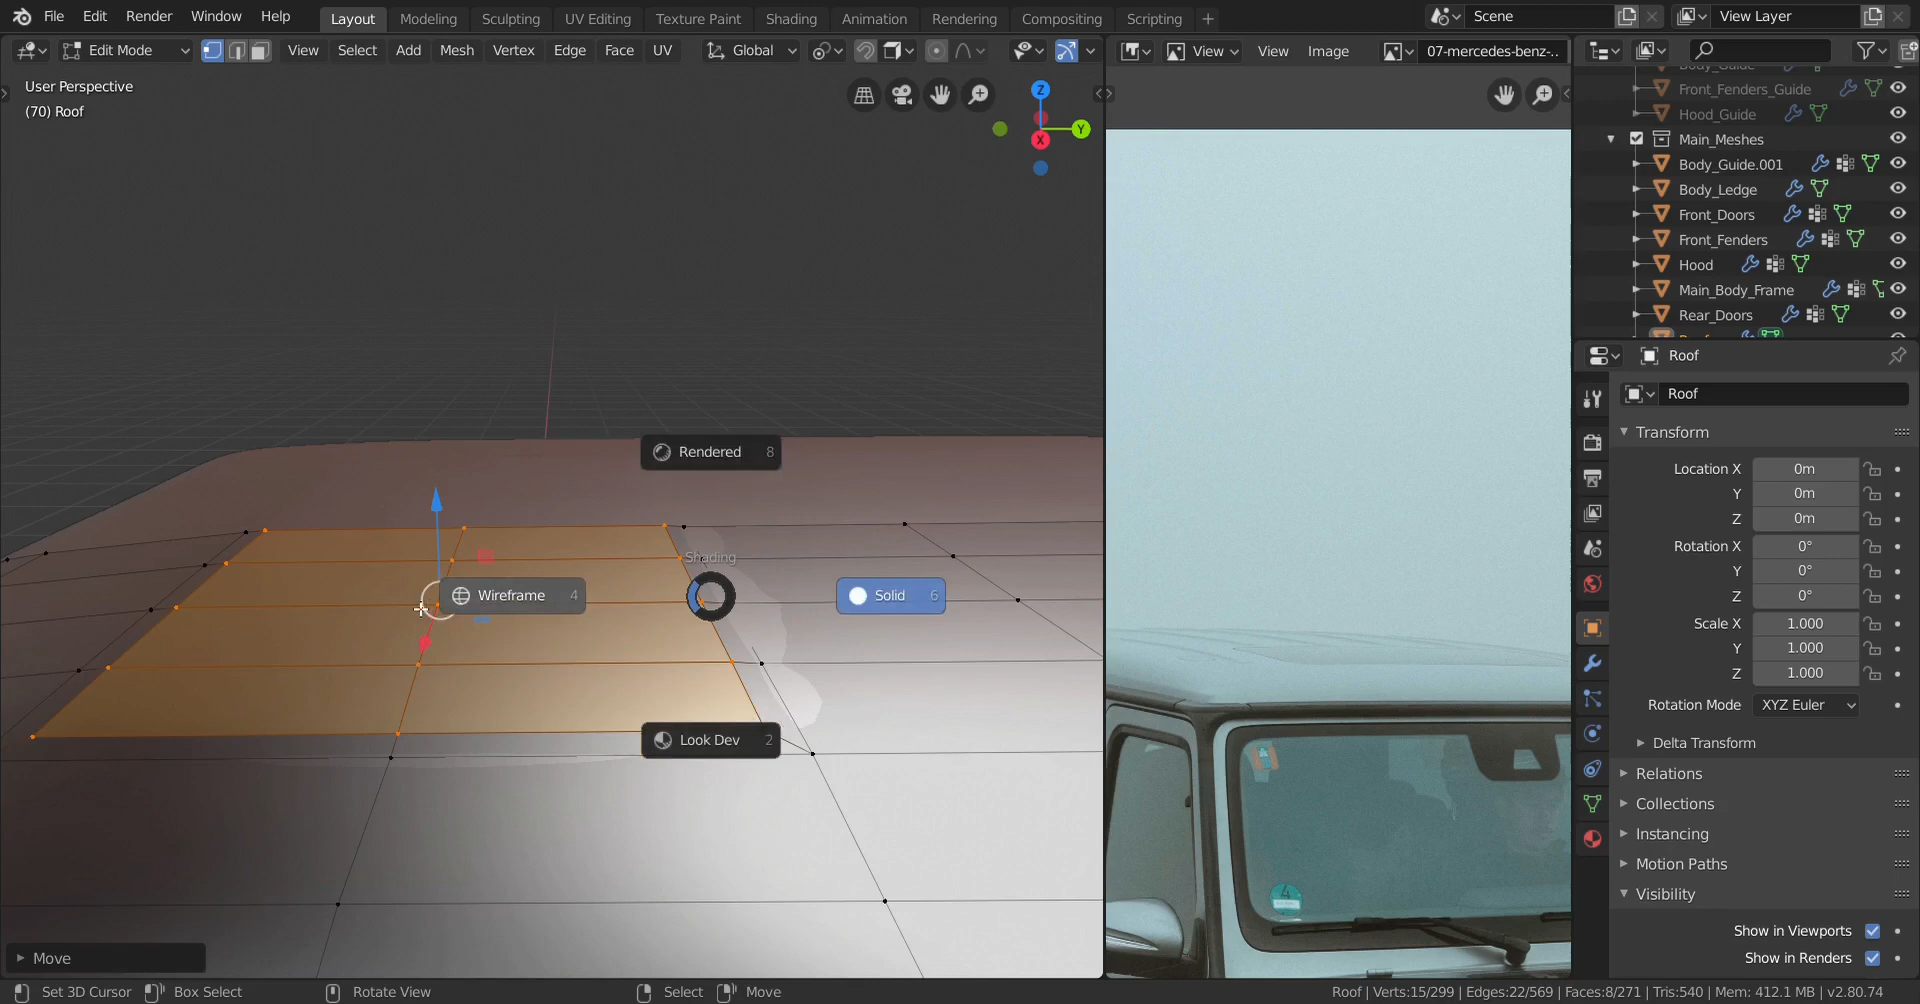 File Edit Render Window Help Layout Modeling Sculpting UV Editing Texture Paint Shading Animation Rendering Compositing Scripting + Scene View Layer
Edit Mode View Select Add Mesh Vertex Edge Face UV Global View View Image 07-mercedes-benz-..
User Perspective
(70) Roof
Z
Y
X
Front_Fenders_Guide
Hood_Guide
Main_Meshes
Body_Guide.001
Body_Ledge
Front_Doors
Front_Fenders
Hood
Main_Body_Frame
Rear_Doors
Roof
Roof
Transform
Location X 0m
Y 0m
Z 0m
Rotation X 0°
Y 0°
Z 0°
Scale X 1.000
Y 1.000
Z 1.000
Rotation Mode XYZ Euler
Delta Transform
Relations
Collections
Instancing
Motion Paths
Visibility
Show in Viewports
Show in Renders
Rendered 8
Shading
Wireframe 4
Solid 6
Look Dev 2
4
Move
Set 3D Cursor Box Select Rotate View Select Move Roof | Verts:15/299 | Edges:22/569 | Faces:8/271 | Tris:540 | Mem: 412.1 MB | v2.80.74